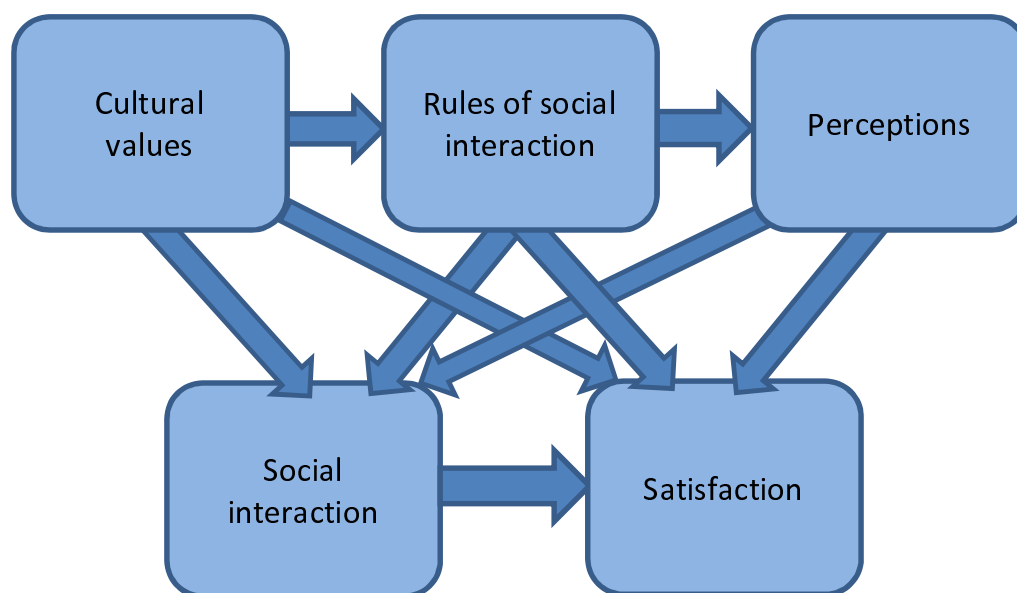 Cultural
values
Rules of social
interaction
Perceptions
Social
interaction
Satisfaction